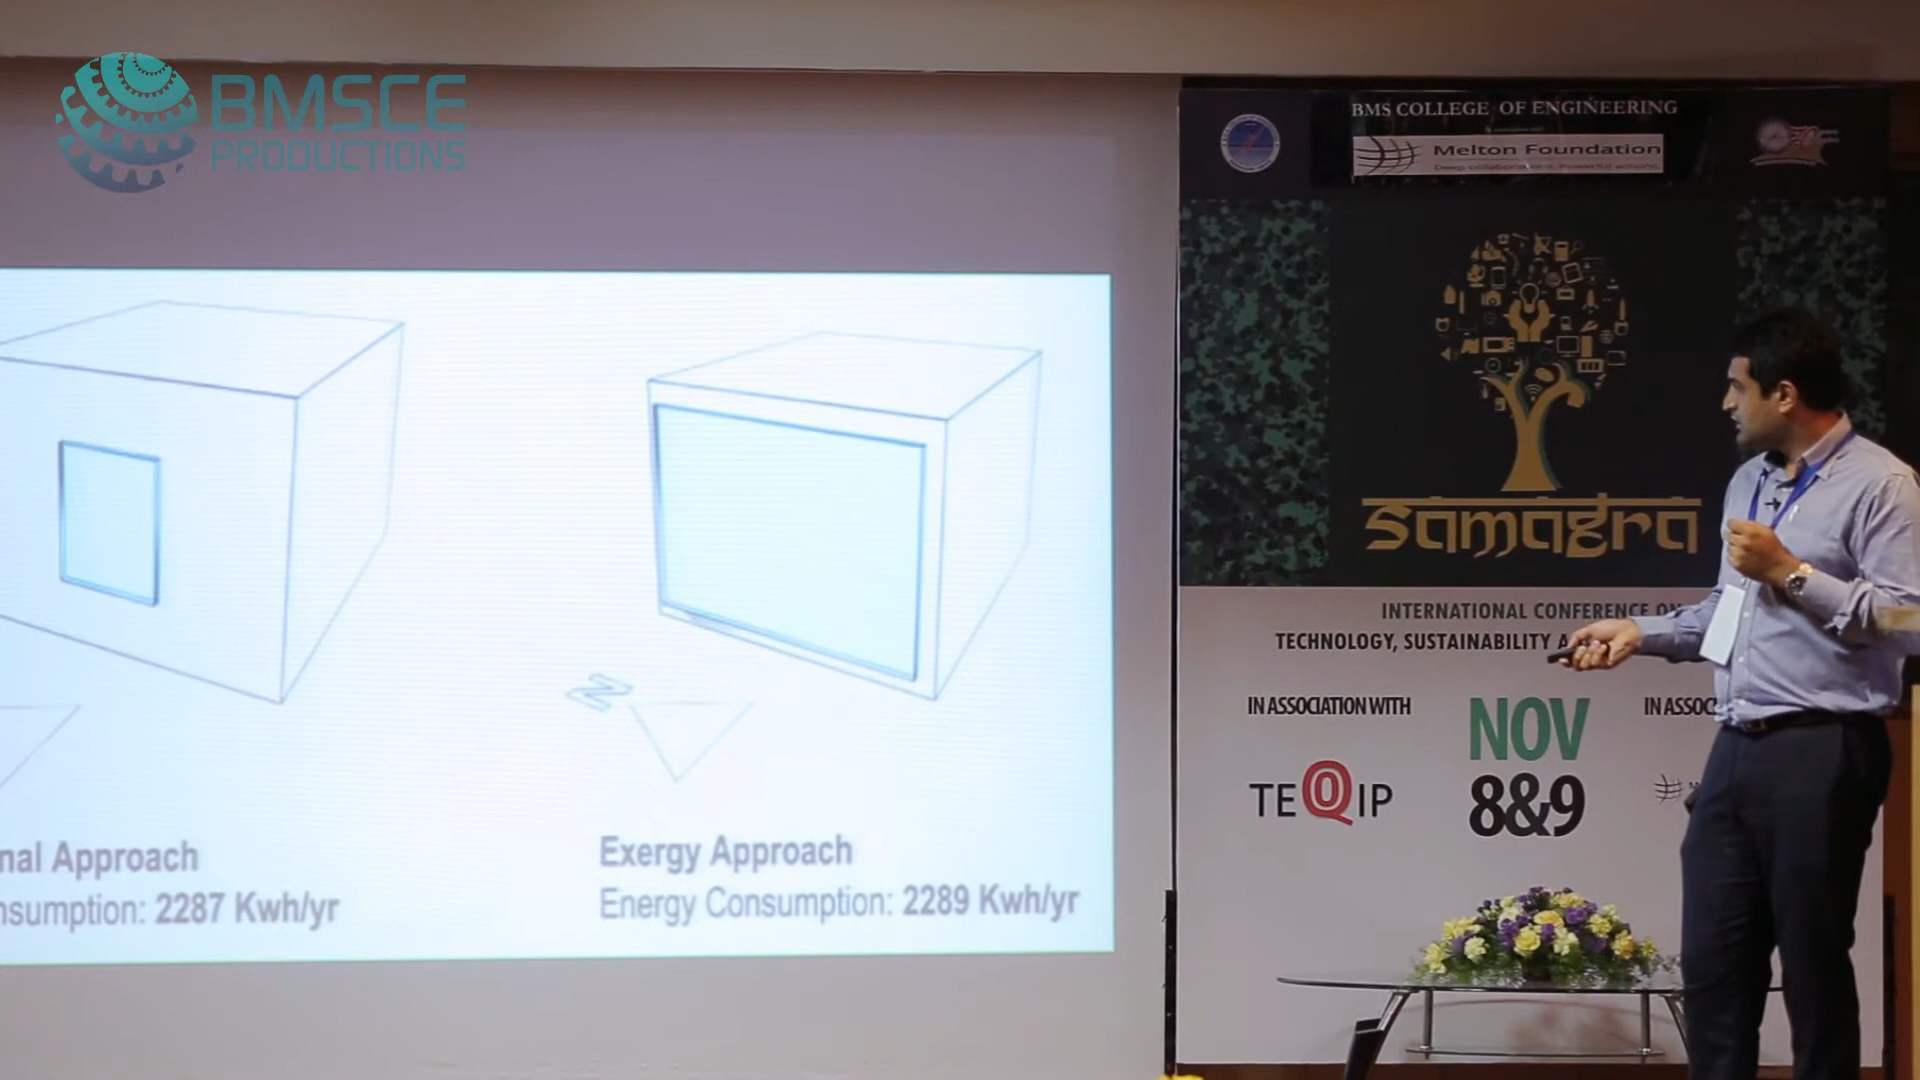 BMSCE
PRODUCTIONS
N
nal Approach
nsumption: 2287 Kwh/yr
Exergy Approach
Energy Consumption: 2289 Kwh/yr
BMS COLLEGE OF ENGINEERING
Melton Foundation
samagra
INTERNATIONAL CONFERENCE ON
TECHNOLOGY, SUSTAINABILITY A
IN ASSOCIATION WITH
TEQIP
NOV
8&9
IN ASSOC